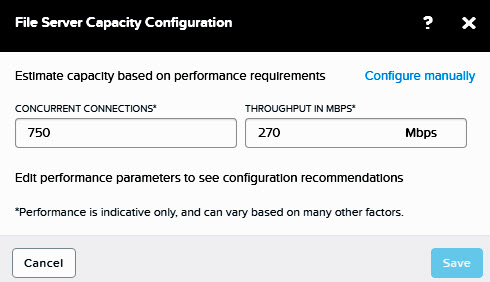 File Server Capacity Configuration ? ×
Estimate capacity based on performance requirements Configure manually
CONCURRENT CONNECTIONS* THROUGHPUT IN MBPS*
750 270 Mbps
Edit performance parameters to see configuration recommendations
*Performance is indicative only, and can vary based on many other factors.
Cancel Save